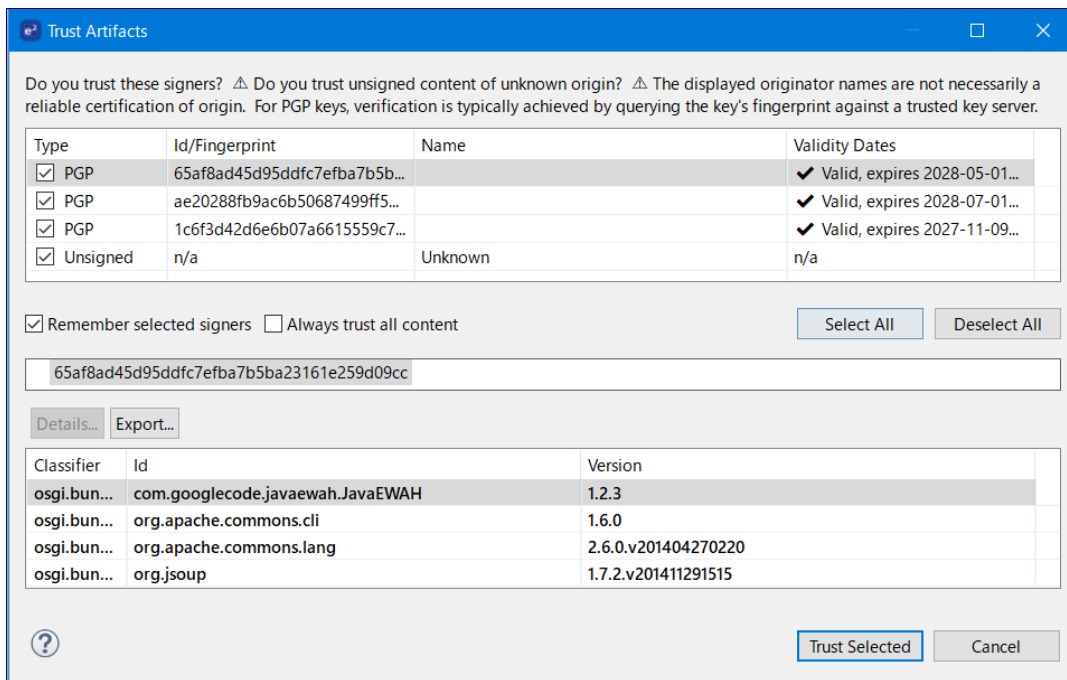 e² Trust Artifacts
Do you trust these signers? ⚠ Do you trust unsigned content of unknown origin? ⚠ The displayed originator names are not necessarily a
reliable certification of origin. For PGP keys, verification is typically achieved by querying the key's fingerprint against a trusted key server.
Type Id/Fingerprint Name Validity Dates
PGP 65af8ad45d95ddfc7efba7b5b... ✔ Valid, expires 2028-05-01...
PGP ae20288fb9ac6b50687499ff5... ✔ Valid, expires 2028-07-01...
PGP 1c6f3d42d6e6b07a6615559c7... ✔ Valid, expires 2027-11-09...
Unsigned n/a Unknown n/a
Remember selected signers Always trust all content Select All Deselect All
65af8ad45d95ddfc7efba7b5ba23161e259d09cc
Details... Export...
Classifier Id Version
osgi.bun... com.googlecode.javaewah.JavaEWAH 1.2.3
osgi.bun... org.apache.commons.cli 1.6.0
osgi.bun... org.apache.commons.lang 2.6.0.v201404270220
osgi.bun... org.jsoup 1.7.2.v201411291515
? Trust Selected Cancel